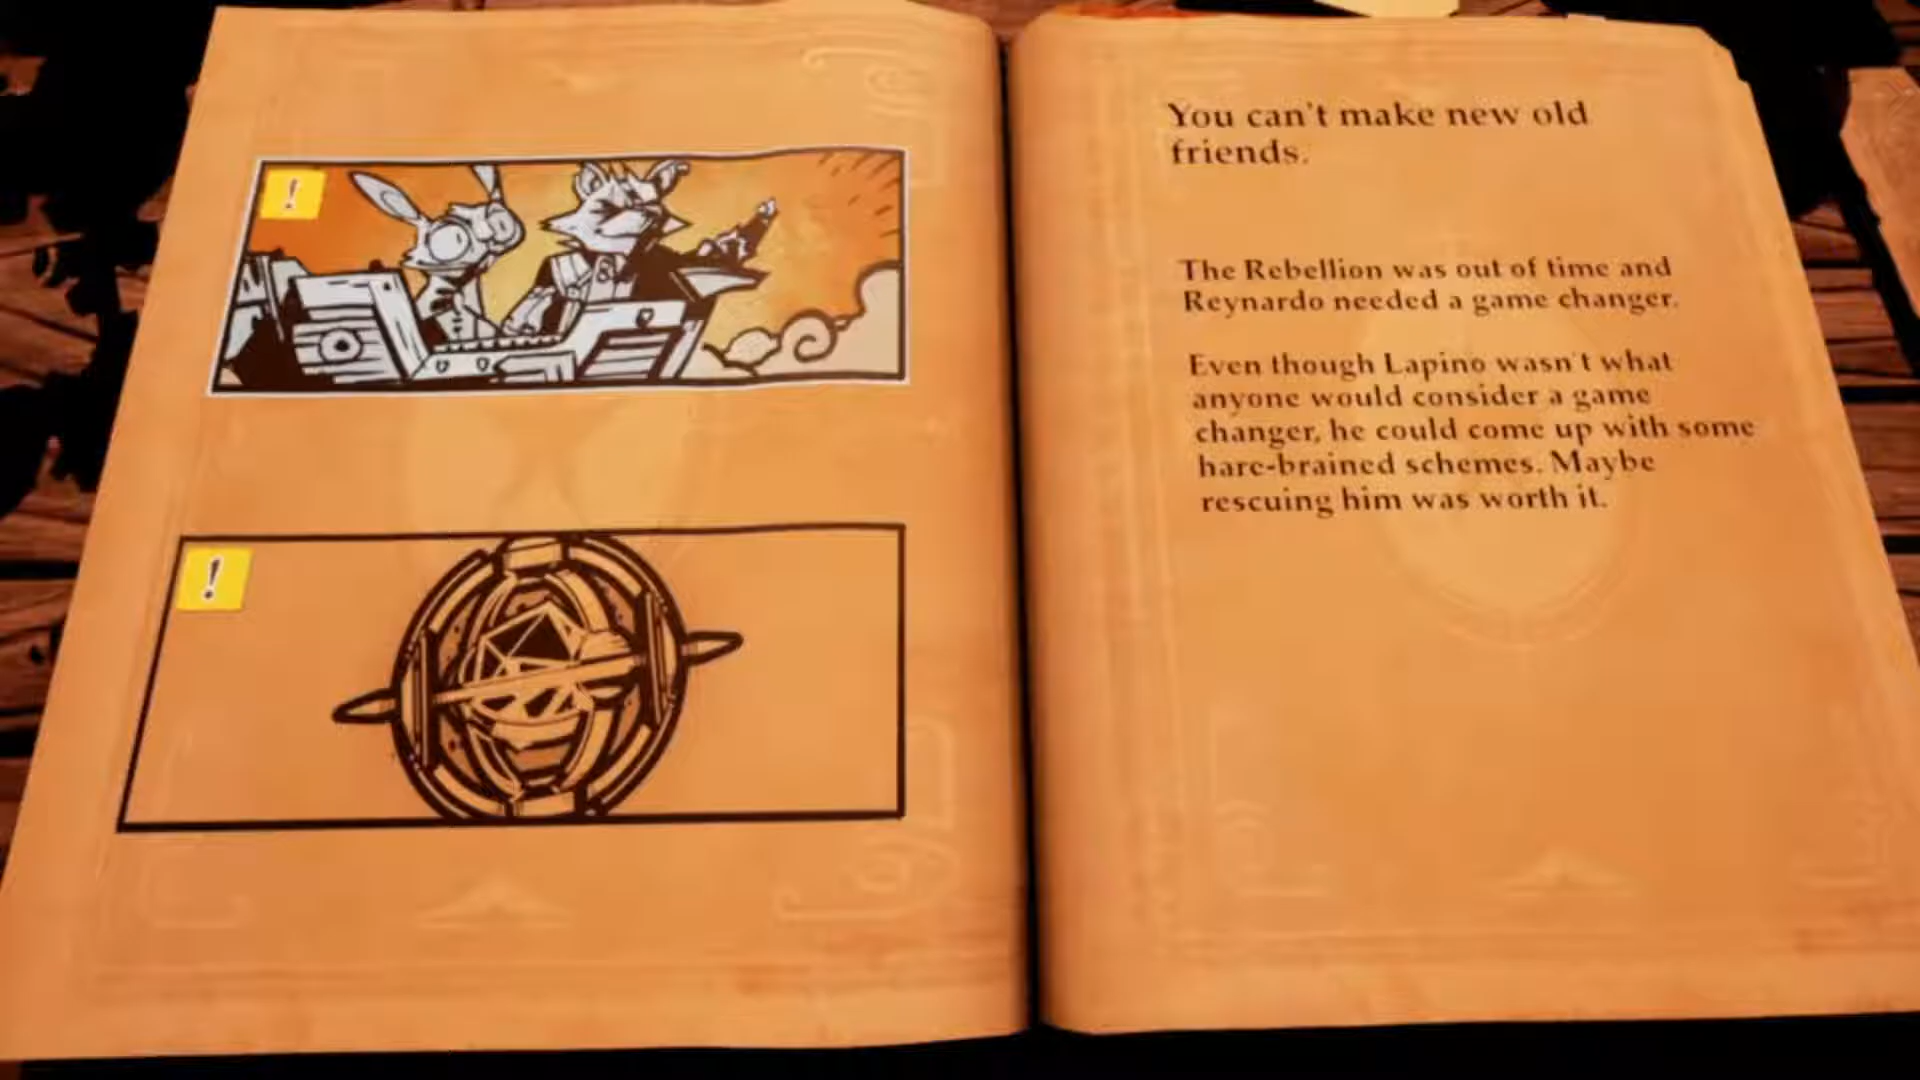 !
!
You can't make new old
friends.
The Rebellion was out of time and
Reynardo needed a game changer.
Even though Lapino wasn't what
anyone would consider a game
changer, he could come up with some
hare-brained schemes. Maybe
rescuing him was worth it.